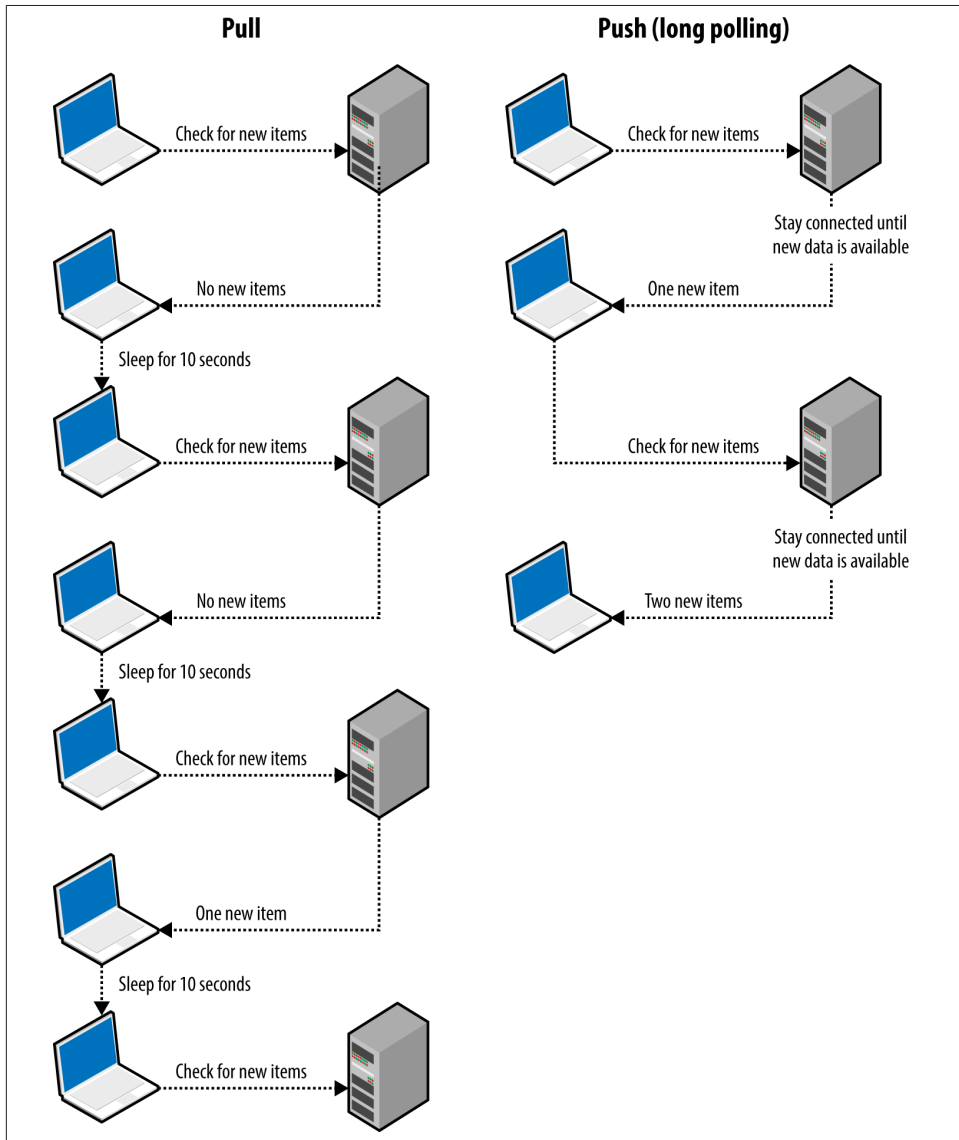 Pull
Check for new items
No new items
Sleep for 10 seconds
Check for new items
No new items
Sleep for 10 seconds
Check for new items
One new item
Sleep for 10 seconds
Check for new items
Push (long polling)
Check for new items
Stay connected until
new data is available
One new item
Check for new items
Stay connected until
new data is available
Two new items